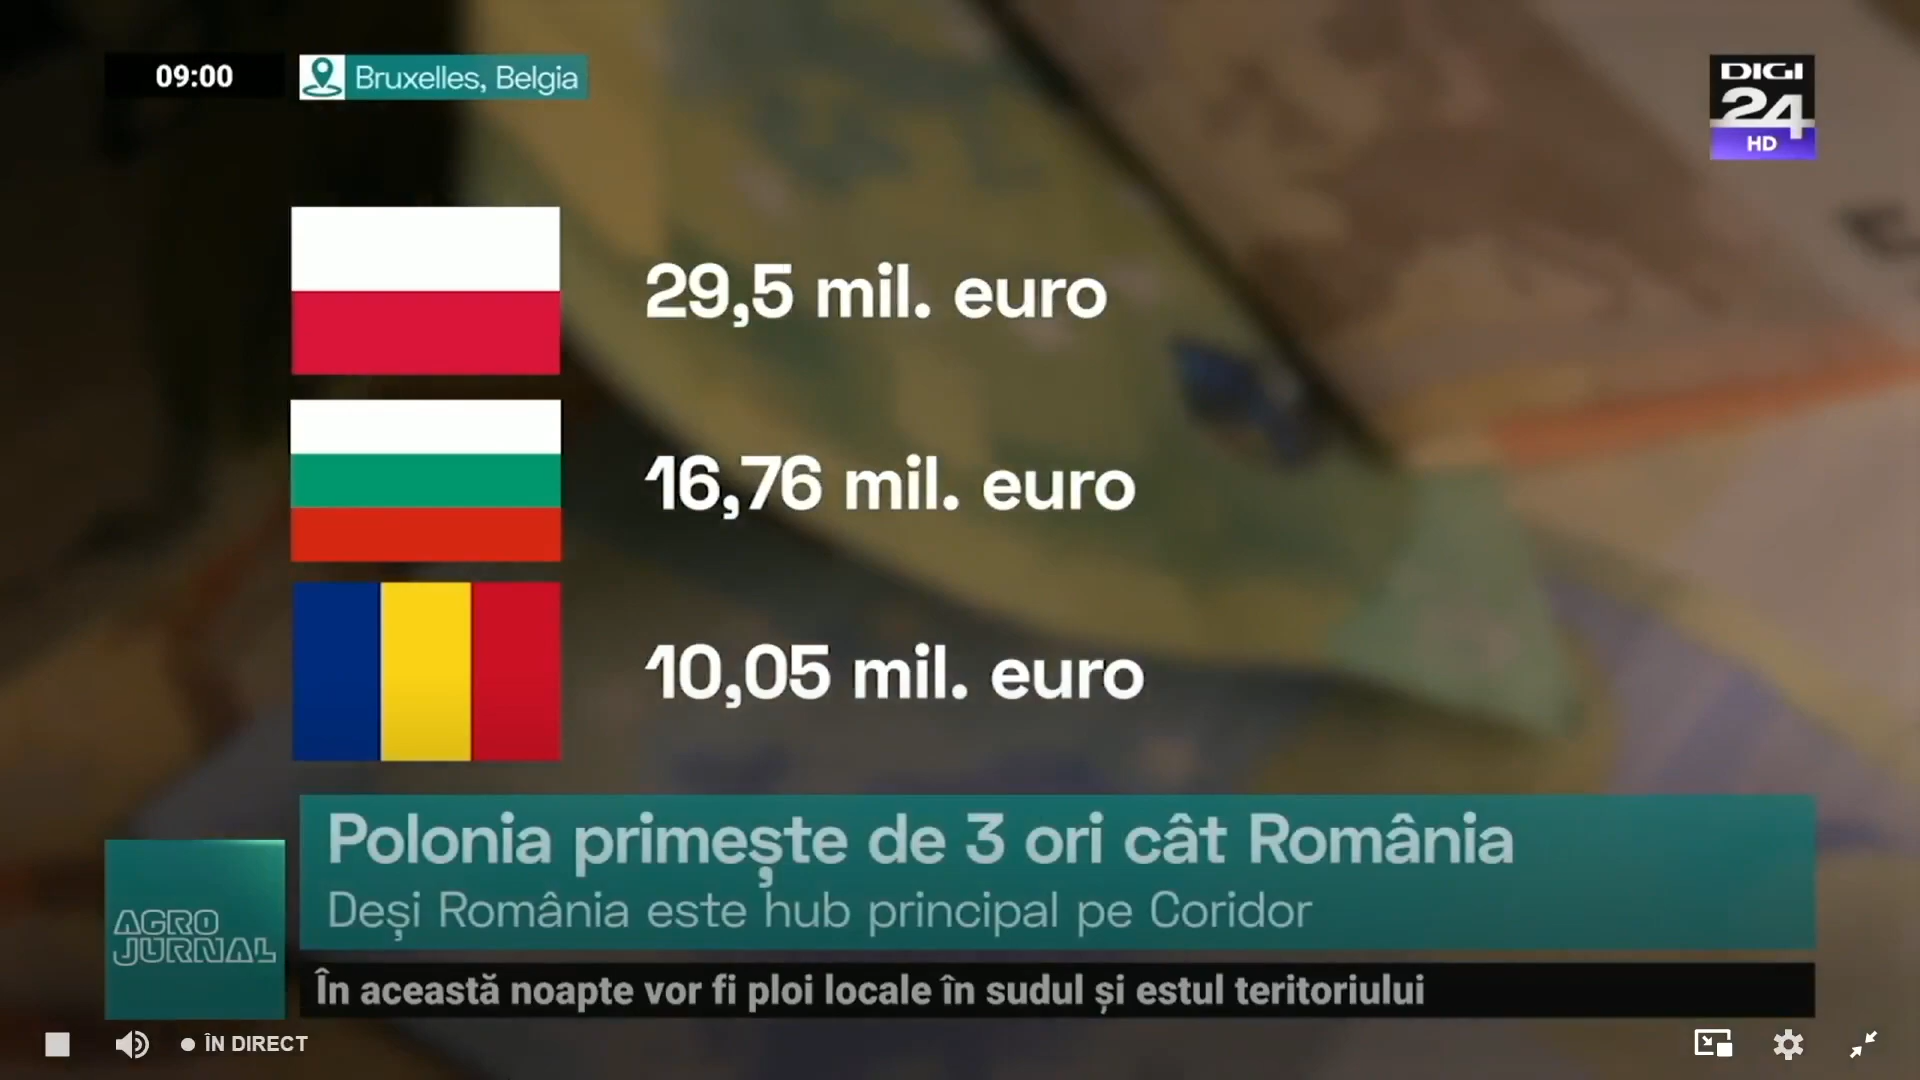 09:00
Bruxelles, Belgia
DIGI
24
HD
29,5 mil. euro
16,76 mil. euro
10,05 mil. euro
Polonia primește de 3 ori cât România
Deși România este hub principal pe Coridor
AGRO
JURNAL
În această noapte vor fi ploi locale în sudul și estul teritoriului
ÎN DIRECT